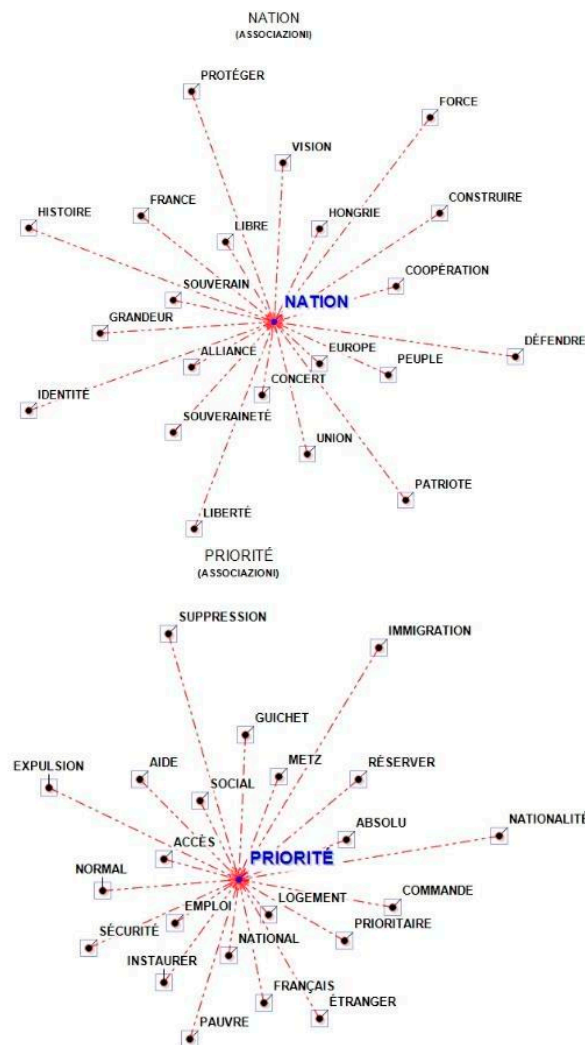 NATION
(ASSOCIAZIONI)
PROTÉGER
FORCE
VISION
FRANCE
CONSTRUIRE
HISTOIRE
HONGRIE
LIBRE
COOPÉRATION
SOUVERAIN
NATION
GRANDEUR
DÉFENDRE
EUROPE
ALLIANCE
PEUPLE
CONCERT
IDENTITÉ
SOUVERAINETÉ
UNION
PATRIOTE
LIBERTÉ
PRIORITÉ
(ASSOCIAZIONI)
SUPPRESSION
IMMIGRATION
GUICHET
EXPULSION
AIDE
METZ
RÉSERVER
SOCIAL
NATIONALITÉ
ABSOLU
ACCÈS
PRIORITÉ
NORMAL
LOGEMENT
COMMANDE
EMPLOI
PRIORITAIRE
SÉCURITÉ
NATIONAL
INSTAURER
FRANÇAIS
ÉTRANGER
PAUVRE